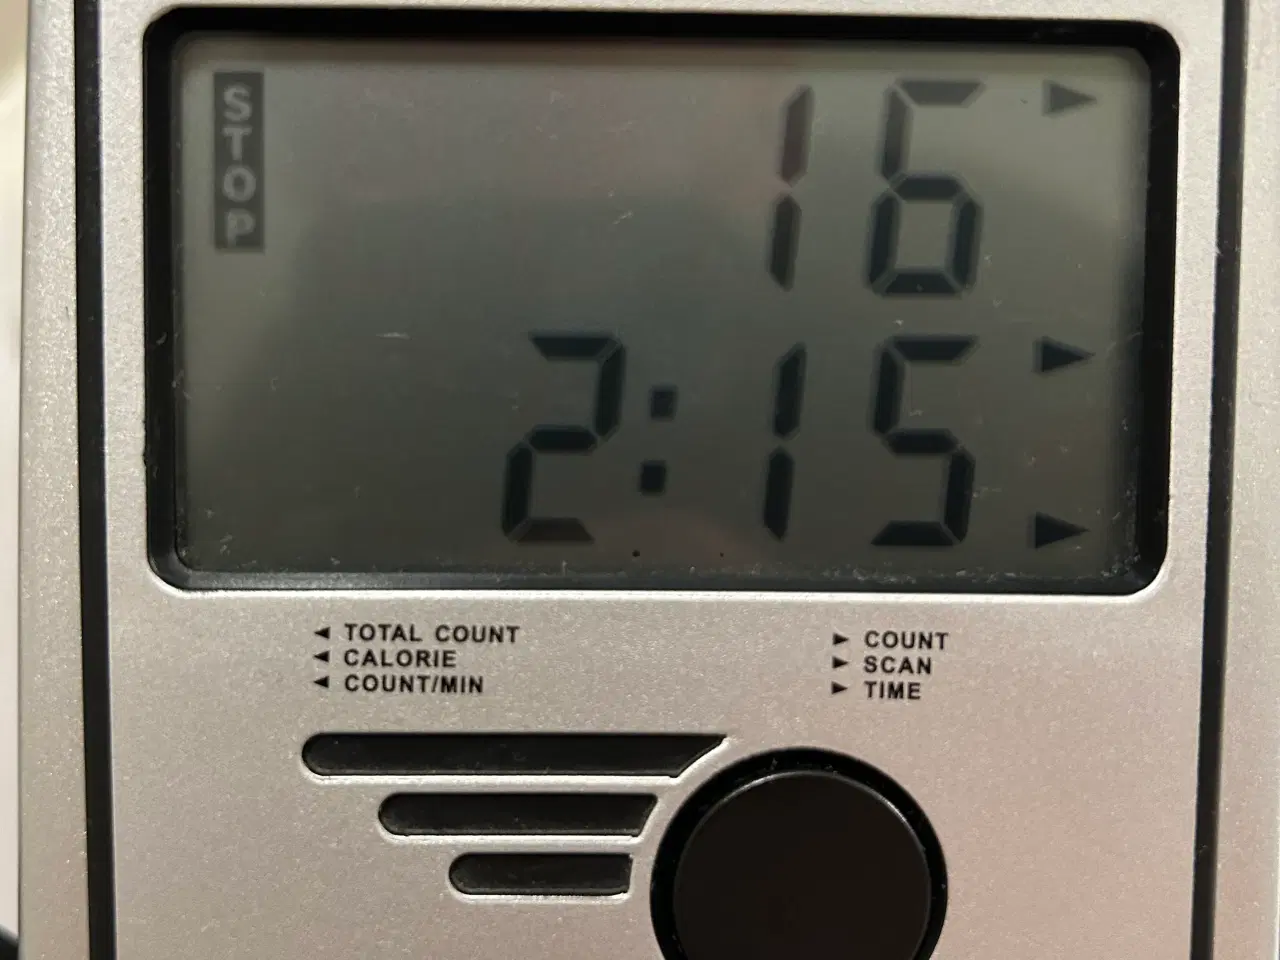 STOP
16
2:15
◄ TOTAL COUNT
◄ CALORIE
◄ COUNT/MIN
► COUNT
► SCAN
► TIME